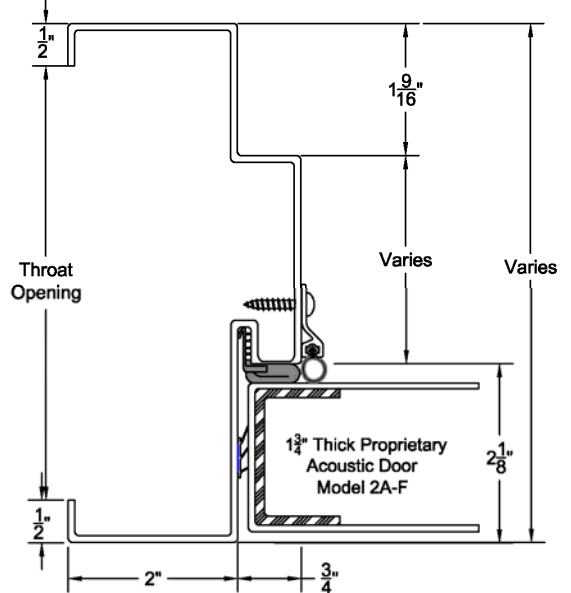 1/2"
1 9/16"
Throat
Opening
Varies
Varies
1 3/4" Thick Proprietary
Acoustic Door
Model 2A-F
2 1/8"
1/2"
2"
3/4"